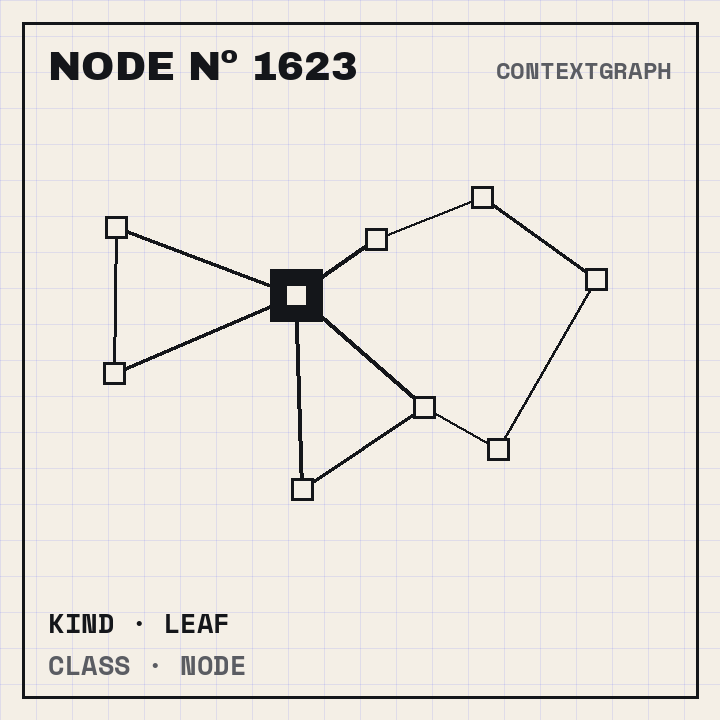 NODE Nº 1623
CONTEXTGRAPH
KIND · LEAF
CLASS · NODE